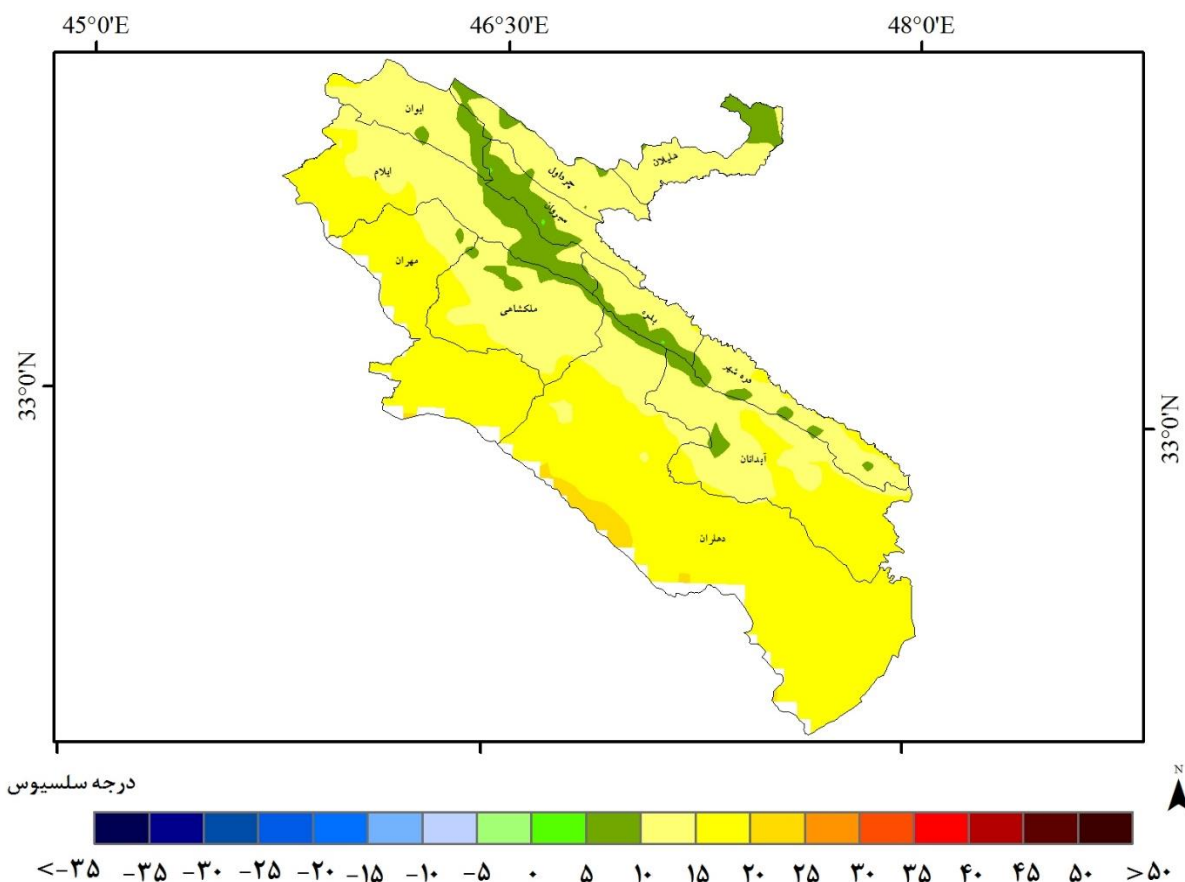 45°0'E 46°30'E 48°0'E
ایوان
هلیلان
چرداول
ایلام
سیروان
مهران
ملکشاهی
بدره
دره شهر
33°0'N
33°0'N
آبدانان
دهلران
درجه سلسیوس
N
<-۳۵ -۳۵ -۳۰ -۲۵ -۲۰ -۱۵ -۱۰ -۵ ۰ ۵ ۱۰ ۱۵ ۲۰ ۲۵ ۳۰ ۳۵ ۴۰ ۴۵ ۵۰ >۵۰